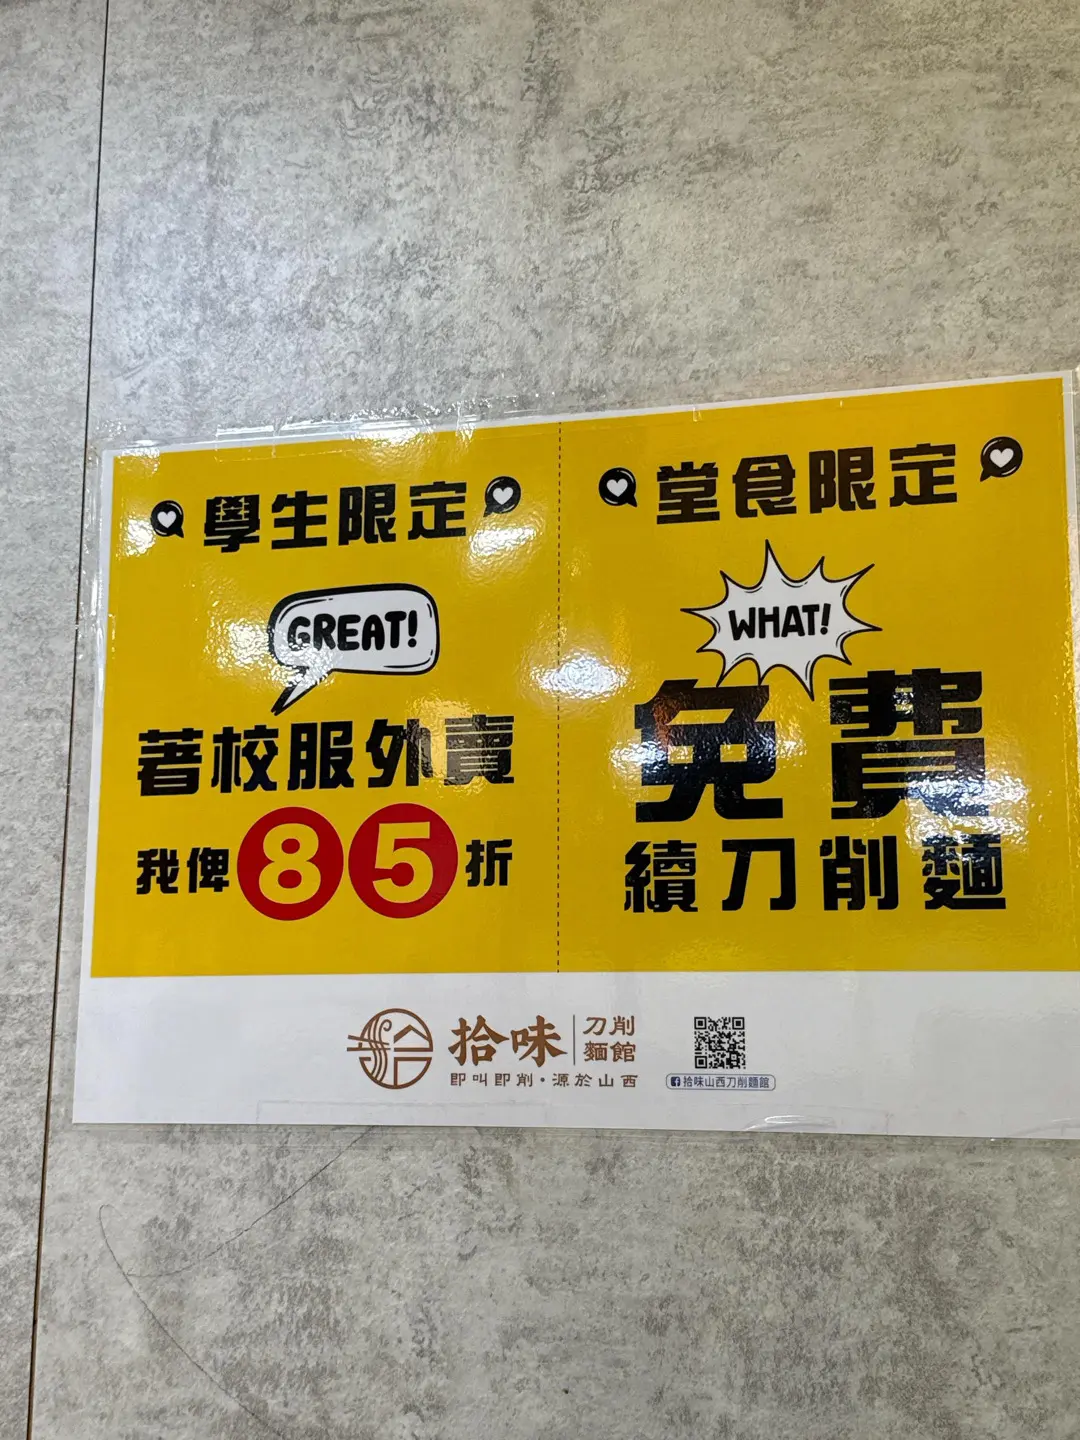 學生限定
GREAT!
著校服外賣
我俾85折
堂食限定
WHAT!
免費
續刀削麵
拾味
刀削
麵館
即叫即削·源於山西
拾味山西刀削麵館